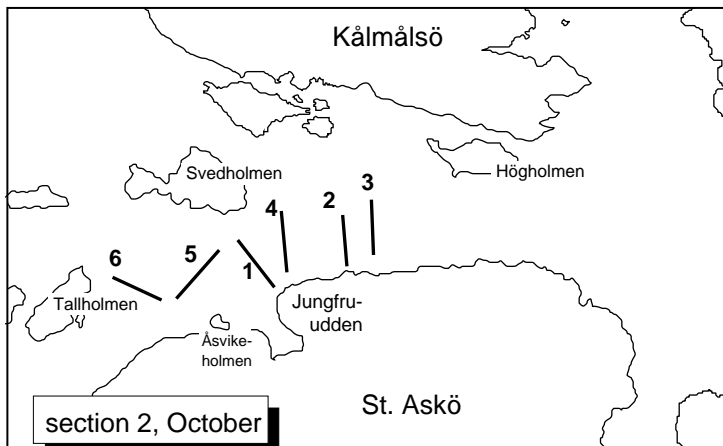 Kålmålsö
Svedholmen
Högholmen
3
2
4
5
1
6
Tallholmen
Jungfru-
udden
Åsvike-
holmen
St. Askö
section 2, October